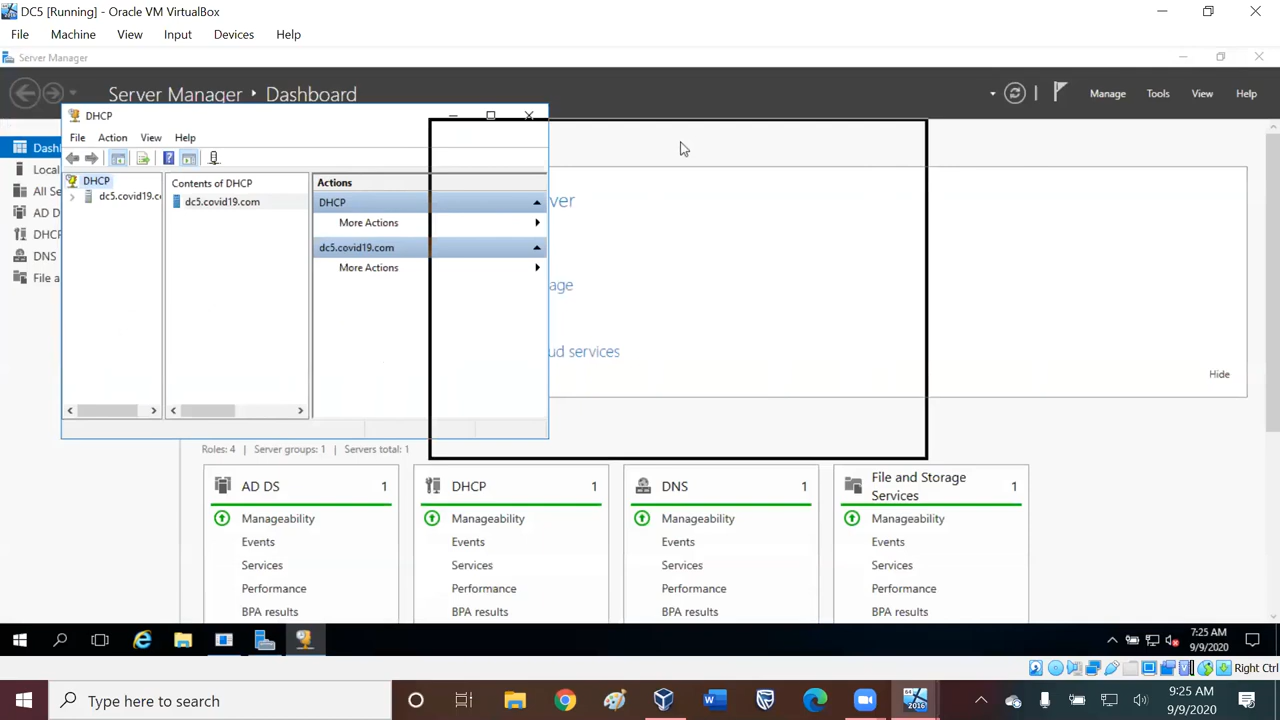 DC5 [Running] - Oracle VM VirtualBox
File Machine View Input Devices Help
Server Manager
Server Manager • Dashboard
Manage Tools View Help
DHCP
File Action View Help
Dash
Local
All Se
AD D
DHC
DNS
File a
DHCP
dc5.covid19.c
Contents of DHCP
dc5.covid19.com
Actions
DHCP
More Actions
dc5.covid19.com
More Actions
ver
age
ud services
Hide
Roles: 4 | Server groups: 1 | Servers total: 1
AD DS 1
Manageability
Events
Services
Performance
BPA results
DHCP 1
Manageability
Events
Services
Performance
BPA results
DNS 1
Manageability
Events
Services
Performance
BPA results
File and Storage
Services 1
Manageability
Events
Services
Performance
BPA results
7:25 AM
9/9/2020
Right Ctrl
Type here to search
9:25 AM
9/9/2020